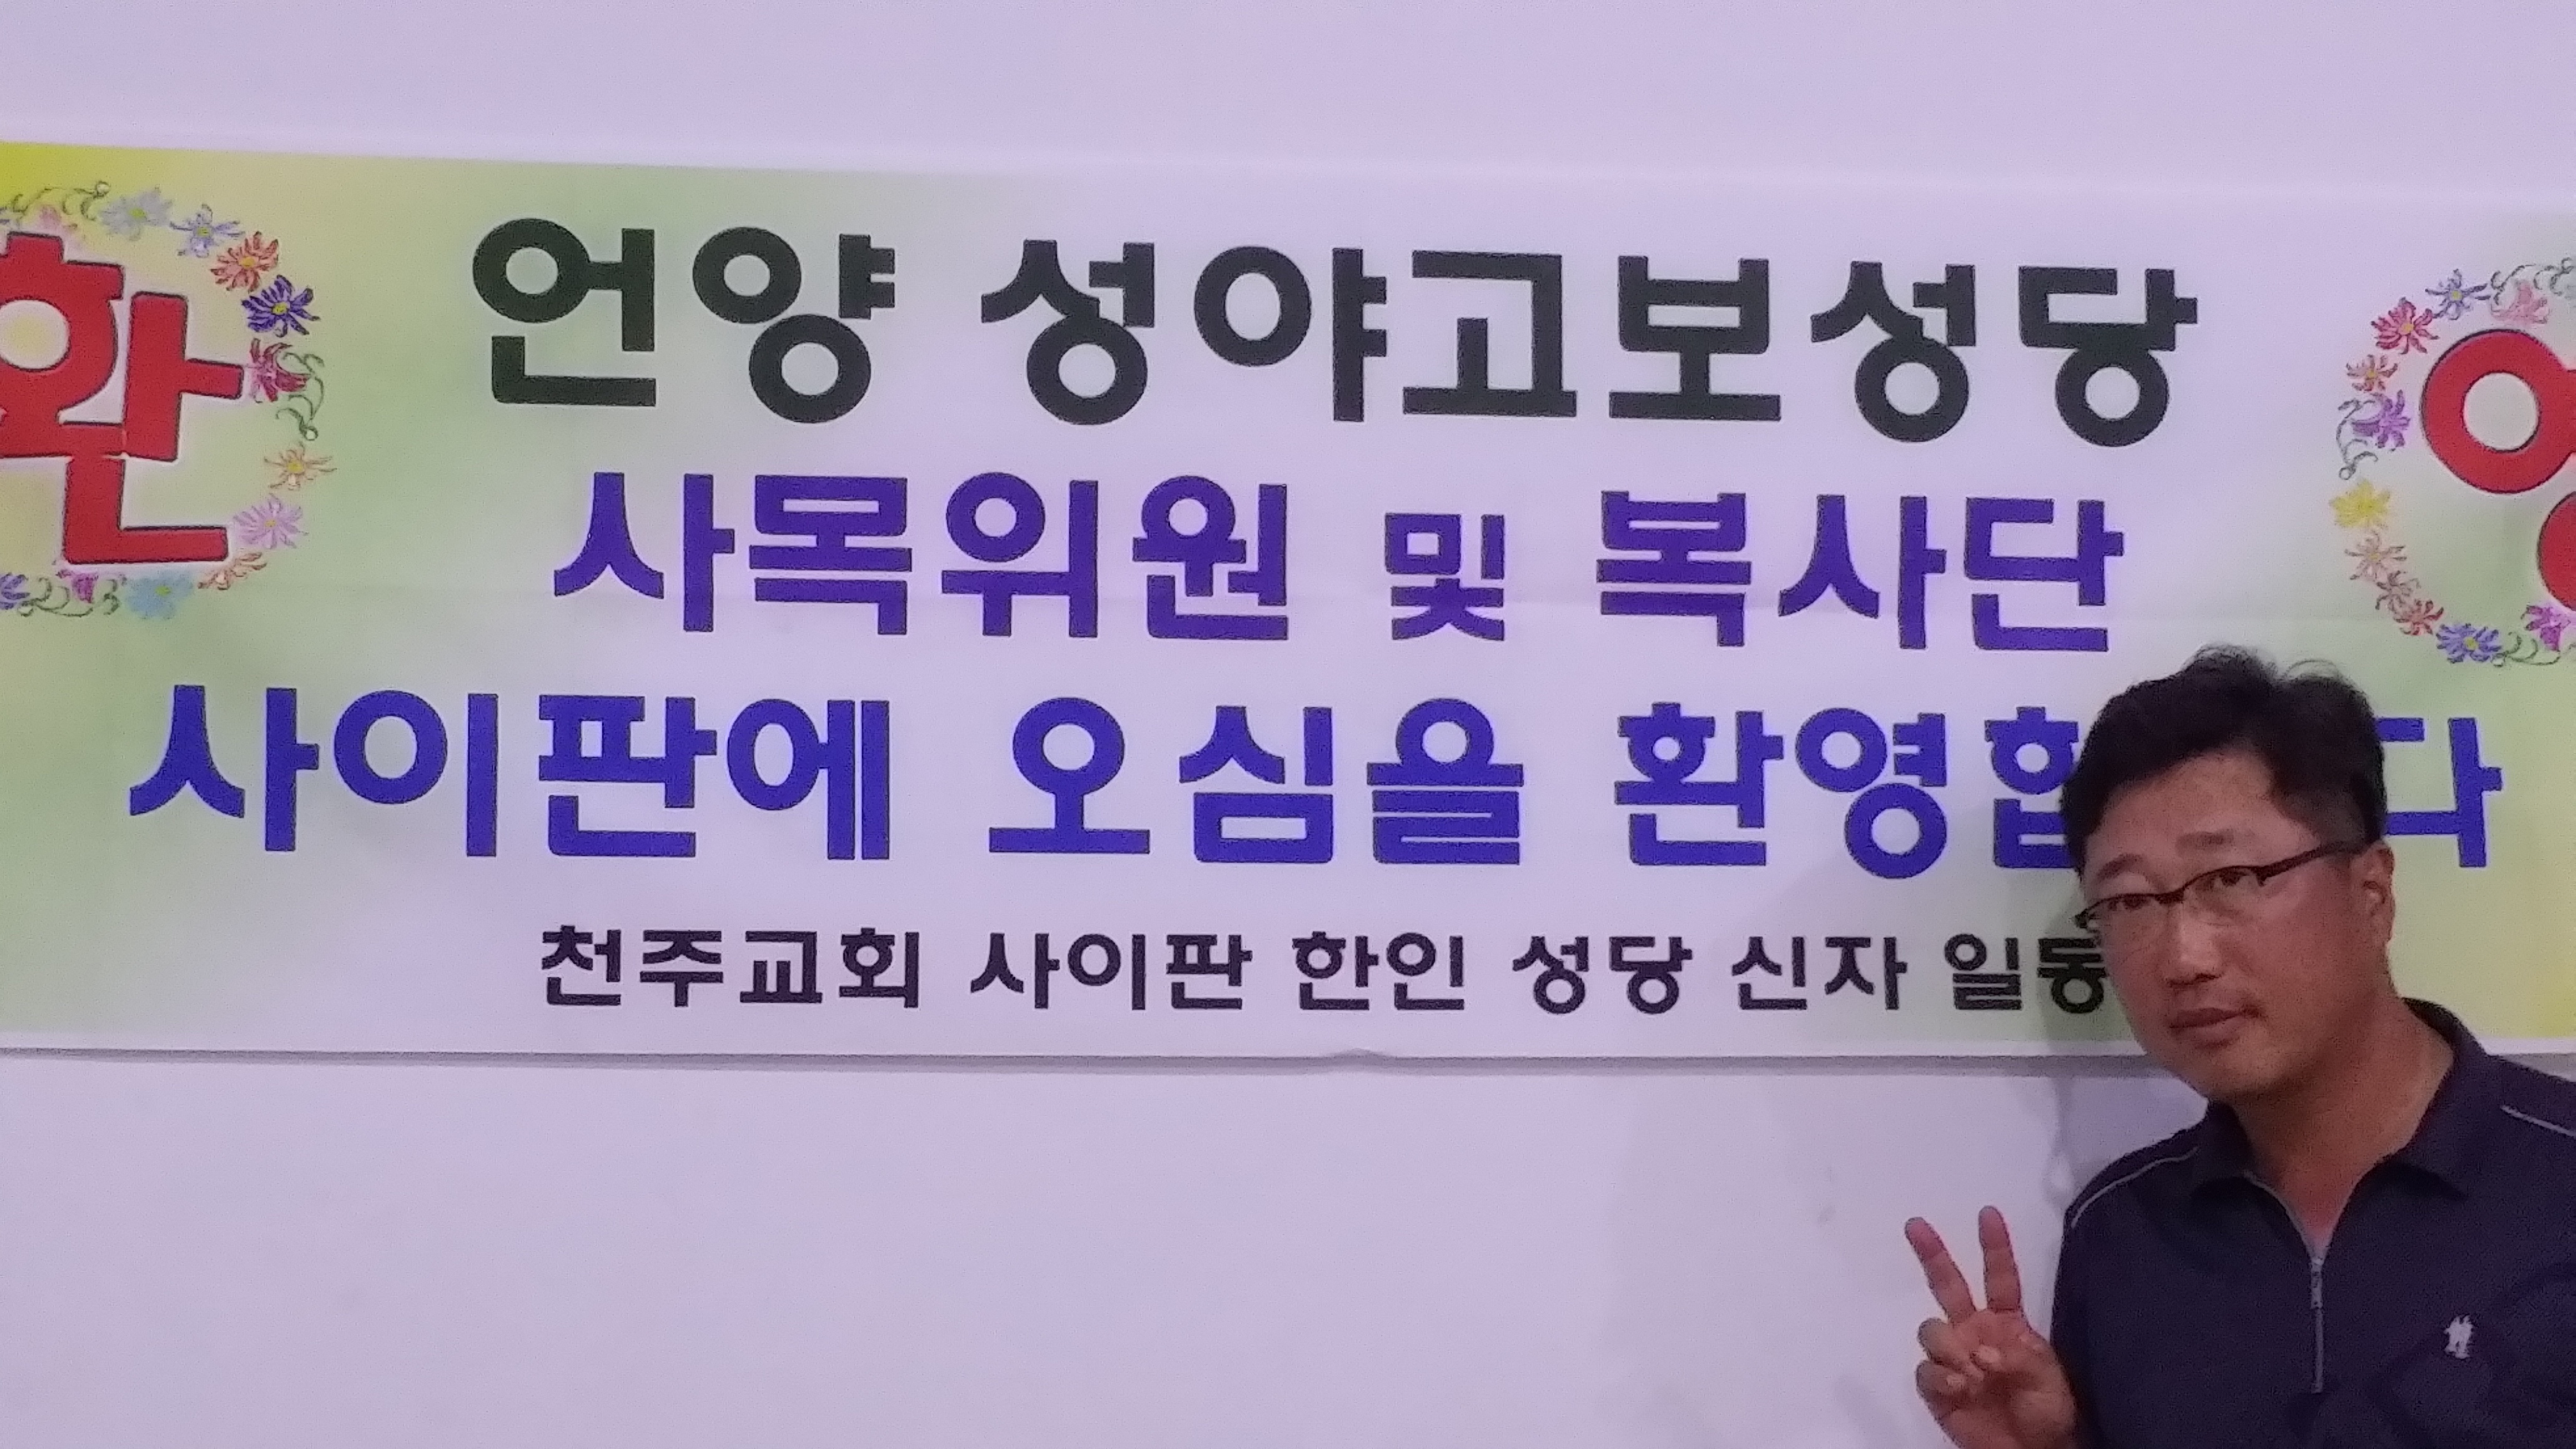 환
언양 성야고보성당
사목위원 및 복사단
사이판에 오심을 환영합 다
천주교회 사이판 한인 성당 신자 일동